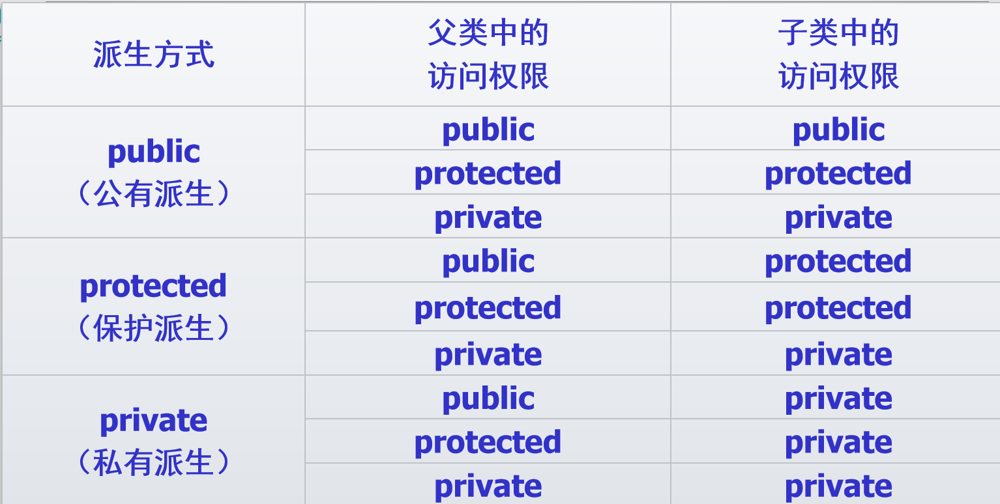 派生方式
父类中的
访问权限
子类中的
访问权限
public
（公有派生）
public
public
protected
protected
private
private
protected
（保护派生）
public
protected
protected
protected
private
private
private
（私有派生）
public
private
protected
private
private
private